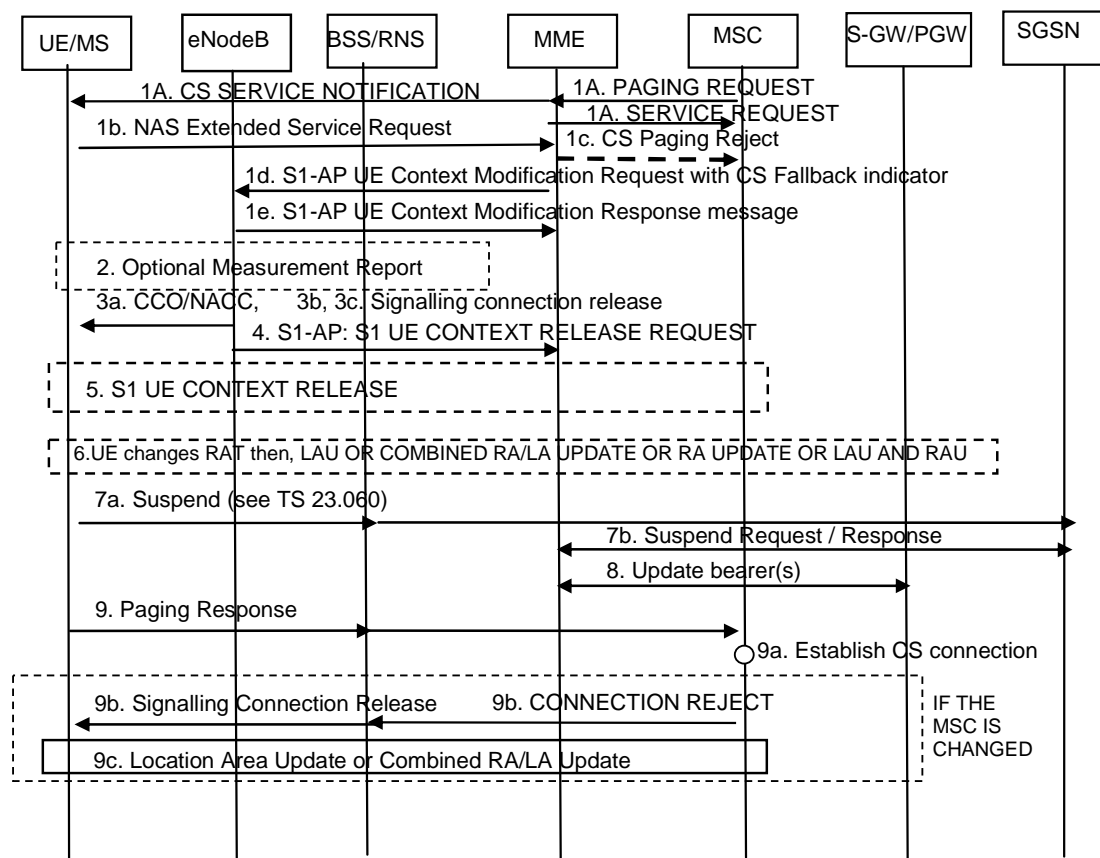 UE/MS
eNodeB
BSS/RNS
MME
MSC
S-GW/PGW
SGSN
1A. CS SERVICE NOTIFICATION
1A. PAGING REQUEST
1A. SERVICE REQUEST
1b. NAS Extended Service Request
1c. CS Paging Reject
1d. S1-AP UE Context Modification Request with CS Fallback indicator
1e. S1-AP UE Context Modification Response message
2. Optional Measurement Report
3a. CCO/NACC, 3b, 3c. Signalling connection release
4. S1-AP: S1 UE CONTEXT RELEASE REQUEST
5. S1 UE CONTEXT RELEASE
6.UE changes RAT then, LAU OR COMBINED RA/LA UPDATE OR RA UPDATE OR LAU AND RAU
7a. Suspend (see TS 23.060)
7b. Suspend Request / Response
8. Update bearer(s)
9. Paging Response
9a. Establish CS connection
9b. Signalling Connection Release
9b. CONNECTION REJECT
IF THE
MSC IS
CHANGED
9c. Location Area Update or Combined RA/LA Update